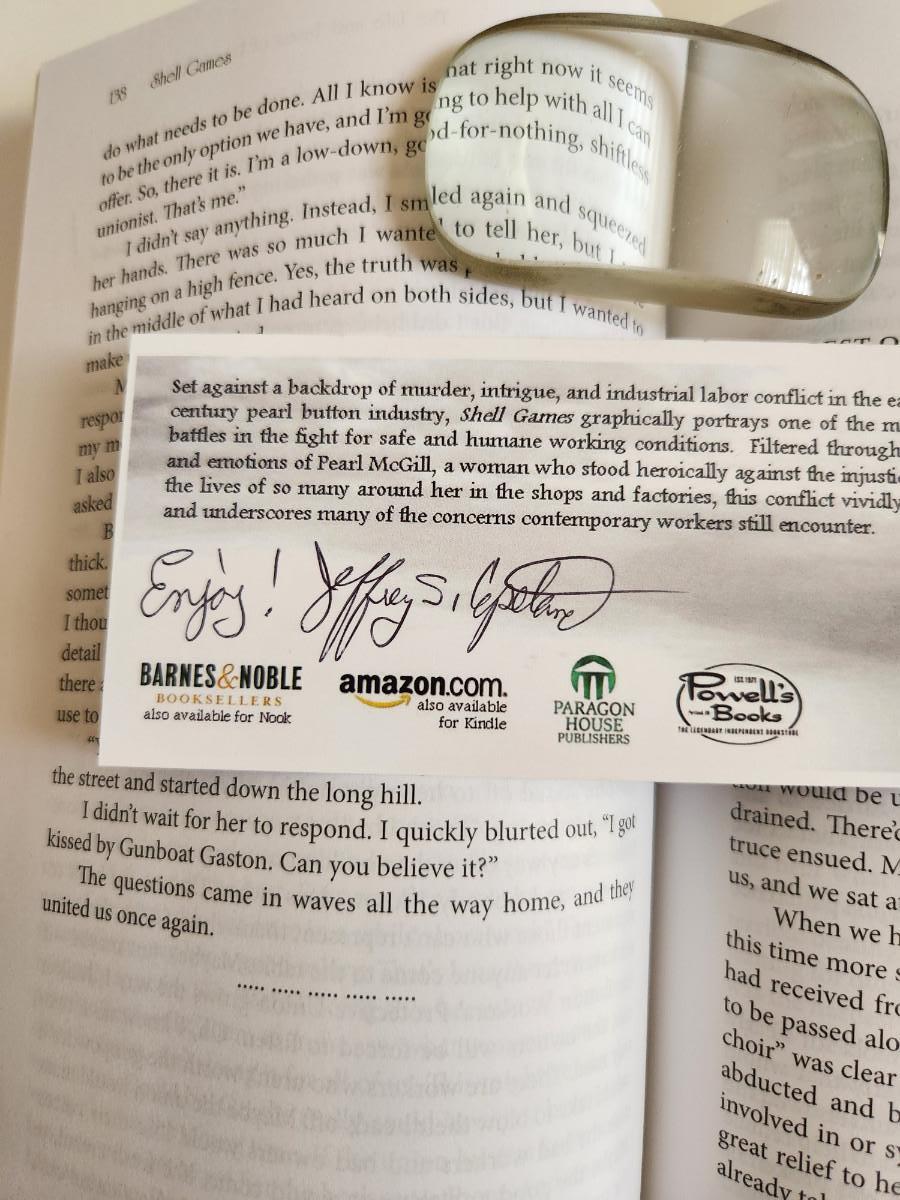 138 Shell Games
do what needs to be done. All I know is hat right now it seems
to be the only option we have, and I'm g ng to help with all I can
offer. So, there it is. I'm a low-down, go d-for-nothing, shiftless
unionist. That's me."
I didn't say anything. Instead, I sm led again and squeezed
her hands. There was so much I wante to tell her, but I
hanging on a high fence. Yes, the truth was
in the middle of what I had heard on both sides, but I wanted to
make
Set against a backdrop of murder, intrigue, and industrial labor conflict in the ea
century pearl button industry, Shell Games graphically portrays one of the m
battles in the fight for safe and humane working conditions. Filtered through
and emotions of Pearl McGill, a woman who stood heroically against the injusti
the lives of so many around her in the shops and factories, this conflict vividly
and underscores many of the concerns contemporary workers still encounter.
Enjoy! Jeffrey S.
BARNES&NOBLE
BOOKSELLERS
also available for Nook
amazon.com.
also available
for Kindle
PARAGON
HOUSE
PUBLISHERS
EST. 1971
Powell's
Books
THE LEGENDARY INDEPENDENT BOOKSTORE
M
respon
my m
I also
asked
B
thick.
somet
I thou
detail
there
use to
the street and started down the long hill.
I didn't wait for her to respond. I quickly blurted out, "I got
kissed by Gunboat Gaston. Can you believe it?"
The questions came in waves all the way home, and they
united us once again.
..... ..... ..... ..... .....
would be u
drained. There's
truce ensued. M
us, and we sat a
When we h
this time more s
had received fro
to be passed alo
choir" was clear
abducted and b
involved in or sy
great relief to he
already